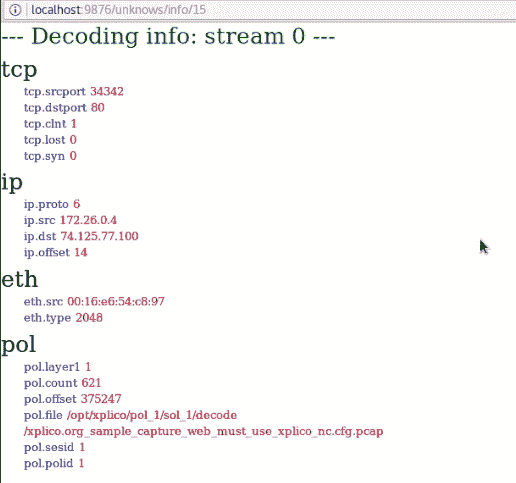 localhost:9876/unknows/info/15
--- Decoding info: stream 0 ---
tcp
tcp.srcport 34342
tcp.dstport 80
tcp.clnt 1
tcp.lost 0
tcp.syn 0
ip
ip.proto 6
ip.src 172.26.0.4
ip.dst 74.125.77.100
ip.offset 14
eth
eth.src 00:16:e6:54:c8:97
eth.type 2048
pol
pol.layer1 1
pol.count 621
pol.offset 375247
pol.file /opt/xplico/pol_1/sol_1/decode
/xplico.org_sample_capture_web_must_use_xplico_nc.cfg.pcap
pol.sesid 1
pol.polid 1